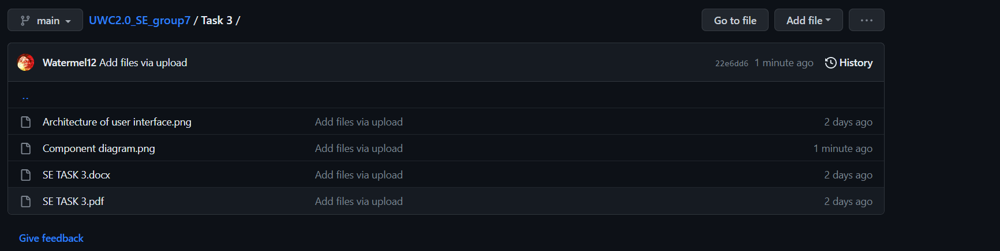 main UWC2.0_SE_group7 / Task 3 / Go to file Add file ...
Watermel12 Add files via upload 22e6dd6 1 minute ago History
..
Architecture of user interface.png Add files via upload 2 days ago
Component diagram.png Add files via upload 1 minute ago
SE TASK 3.docx Add files via upload 2 days ago
SE TASK 3.pdf Add files via upload 2 days ago
Give feedback